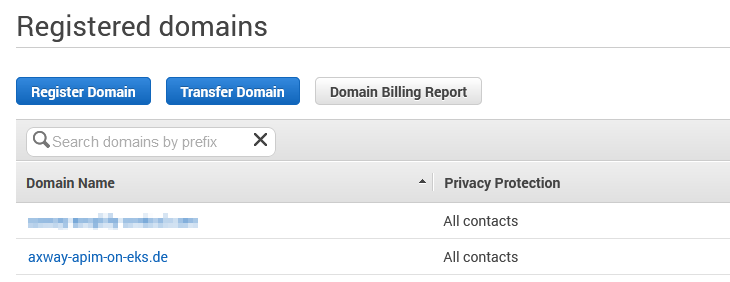 Registered domains
Register Domain Transfer Domain Domain Billing Report
Search domains by prefix
Domain Name Privacy Protection
All contacts
axway-apim-on-eks.de All contacts